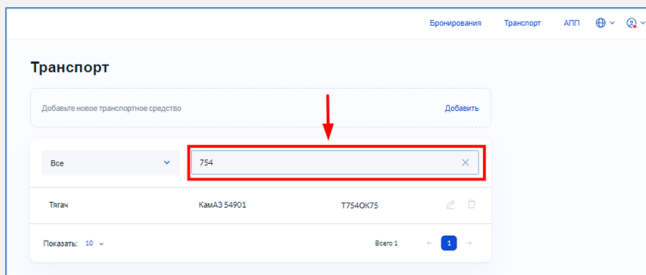 Бронирования Транспорт АПП
Транспорт
Добавьте новое транспортное средство Добавить
Все 754
Тягач КамАЗ 54901 Т754ОК75
Показать: 10 Всего 1 1